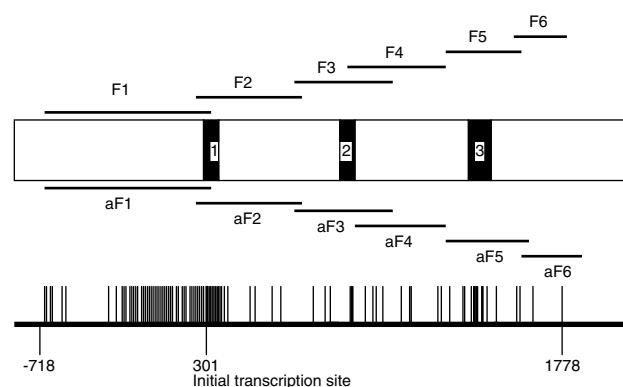 F6
F5
F4
F3
F2
F1
1 2 3
aF1
aF2
aF3
aF4
aF5
aF6
-718 301 1778
Initial transcription site